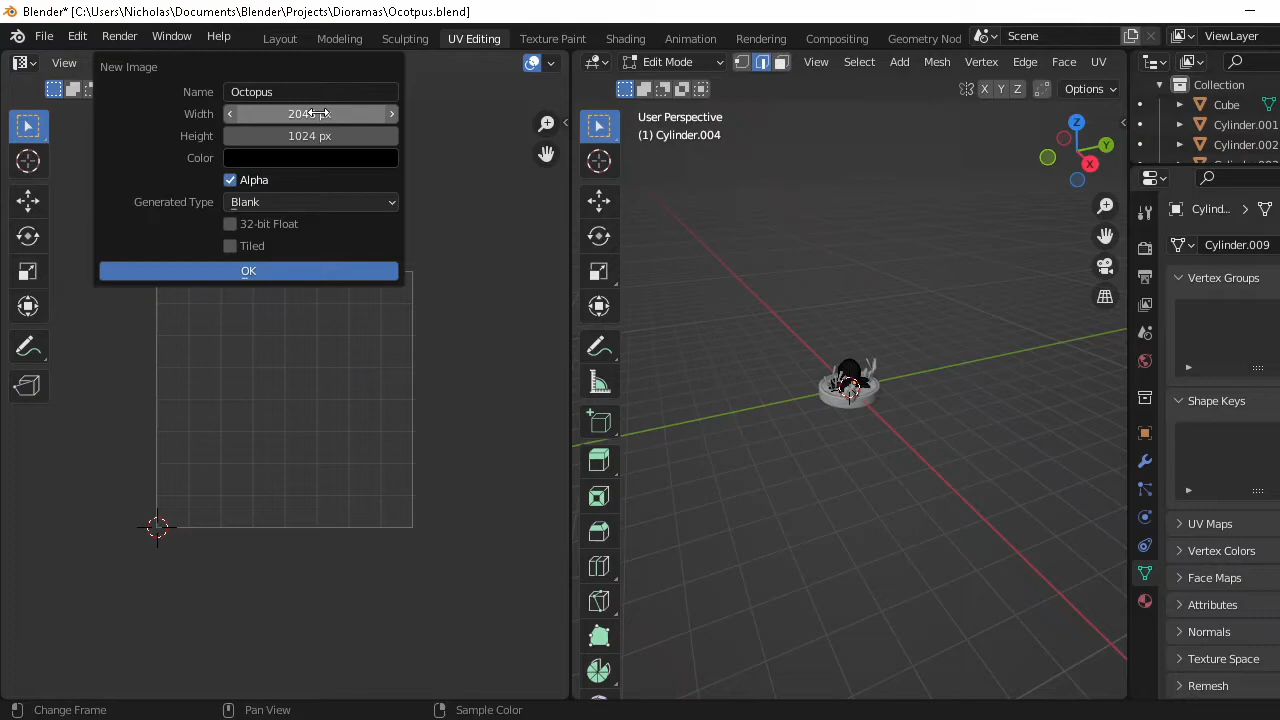 Blender* [C:\Users\Nicholas\Documents\Blender\Projects\Dioramas\Ocotpus.blend]
File Edit Render Window Help Layout Modeling Sculpting UV Editing Texture Paint Shading Animation Rendering Compositing Geometry Nod Scene ViewLayer
View Edit Mode View Select Add Mesh Vertex Edge Face UV
New Image
Name Octopus
Width
Height 1024 px
Color
Alpha
Generated Type Blank
32-bit Float
Tiled
OK
X Y Z Options
User Perspective
(1) Cylinder.004
Z
Y
X
Collection
Cube
Cylinder.001
Cylinder.002
Cylind...
Cylinder.009
Vertex Groups
Shape Keys
UV Maps
Vertex Colors
Face Maps
Attributes
Normals
Texture Space
Remesh
Change Frame Pan View Sample Color